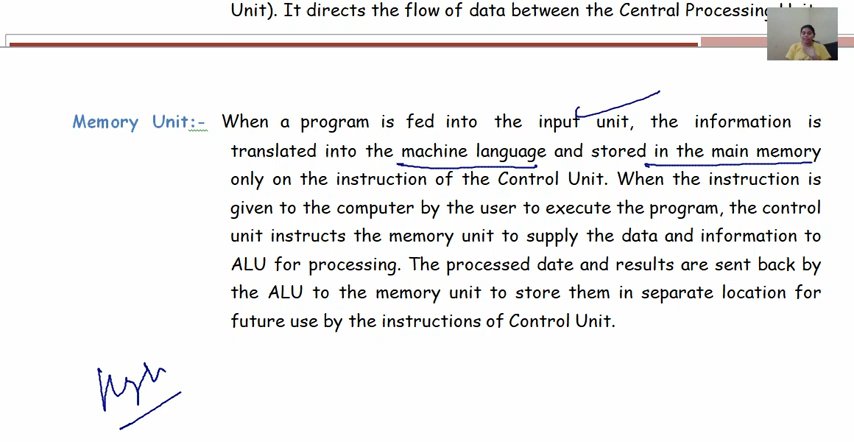 Unit). It directs the flow of data between the Central Processing Unit
Memory Unit:- When a program is fed into the input unit, the information is
translated into the machine language and stored in the main memory
only on the instruction of the Control Unit. When the instruction is
given to the computer by the user to execute the program, the control
unit instructs the memory unit to supply the data and information to
ALU for processing. The processed date and results are sent back by
the ALU to the memory unit to store them in separate location for
future use by the instructions of Control Unit.